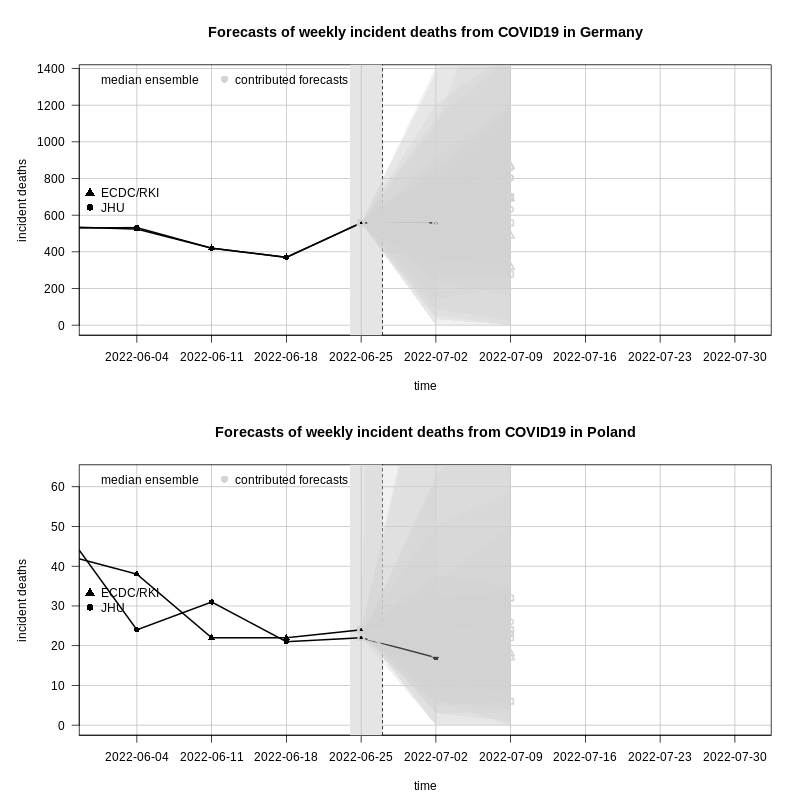 Forecasts of weekly incident deaths from COVID19 in Germany
median ensemble contributed forecasts
ECDC/RKI
JHU
incident deaths
1400
1200
1000
800
600
400
200
0
2022-06-04 2022-06-11 2022-06-18 2022-06-25 2022-07-02 2022-07-09 2022-07-16 2022-07-23 2022-07-30
time
Forecasts of weekly incident deaths from COVID19 in Poland
median ensemble contributed forecasts
ECDC/RKI
JHU
incident deaths
60
50
40
30
20
10
0
2022-06-04 2022-06-11 2022-06-18 2022-06-25 2022-07-02 2022-07-09 2022-07-16 2022-07-23 2022-07-30
time